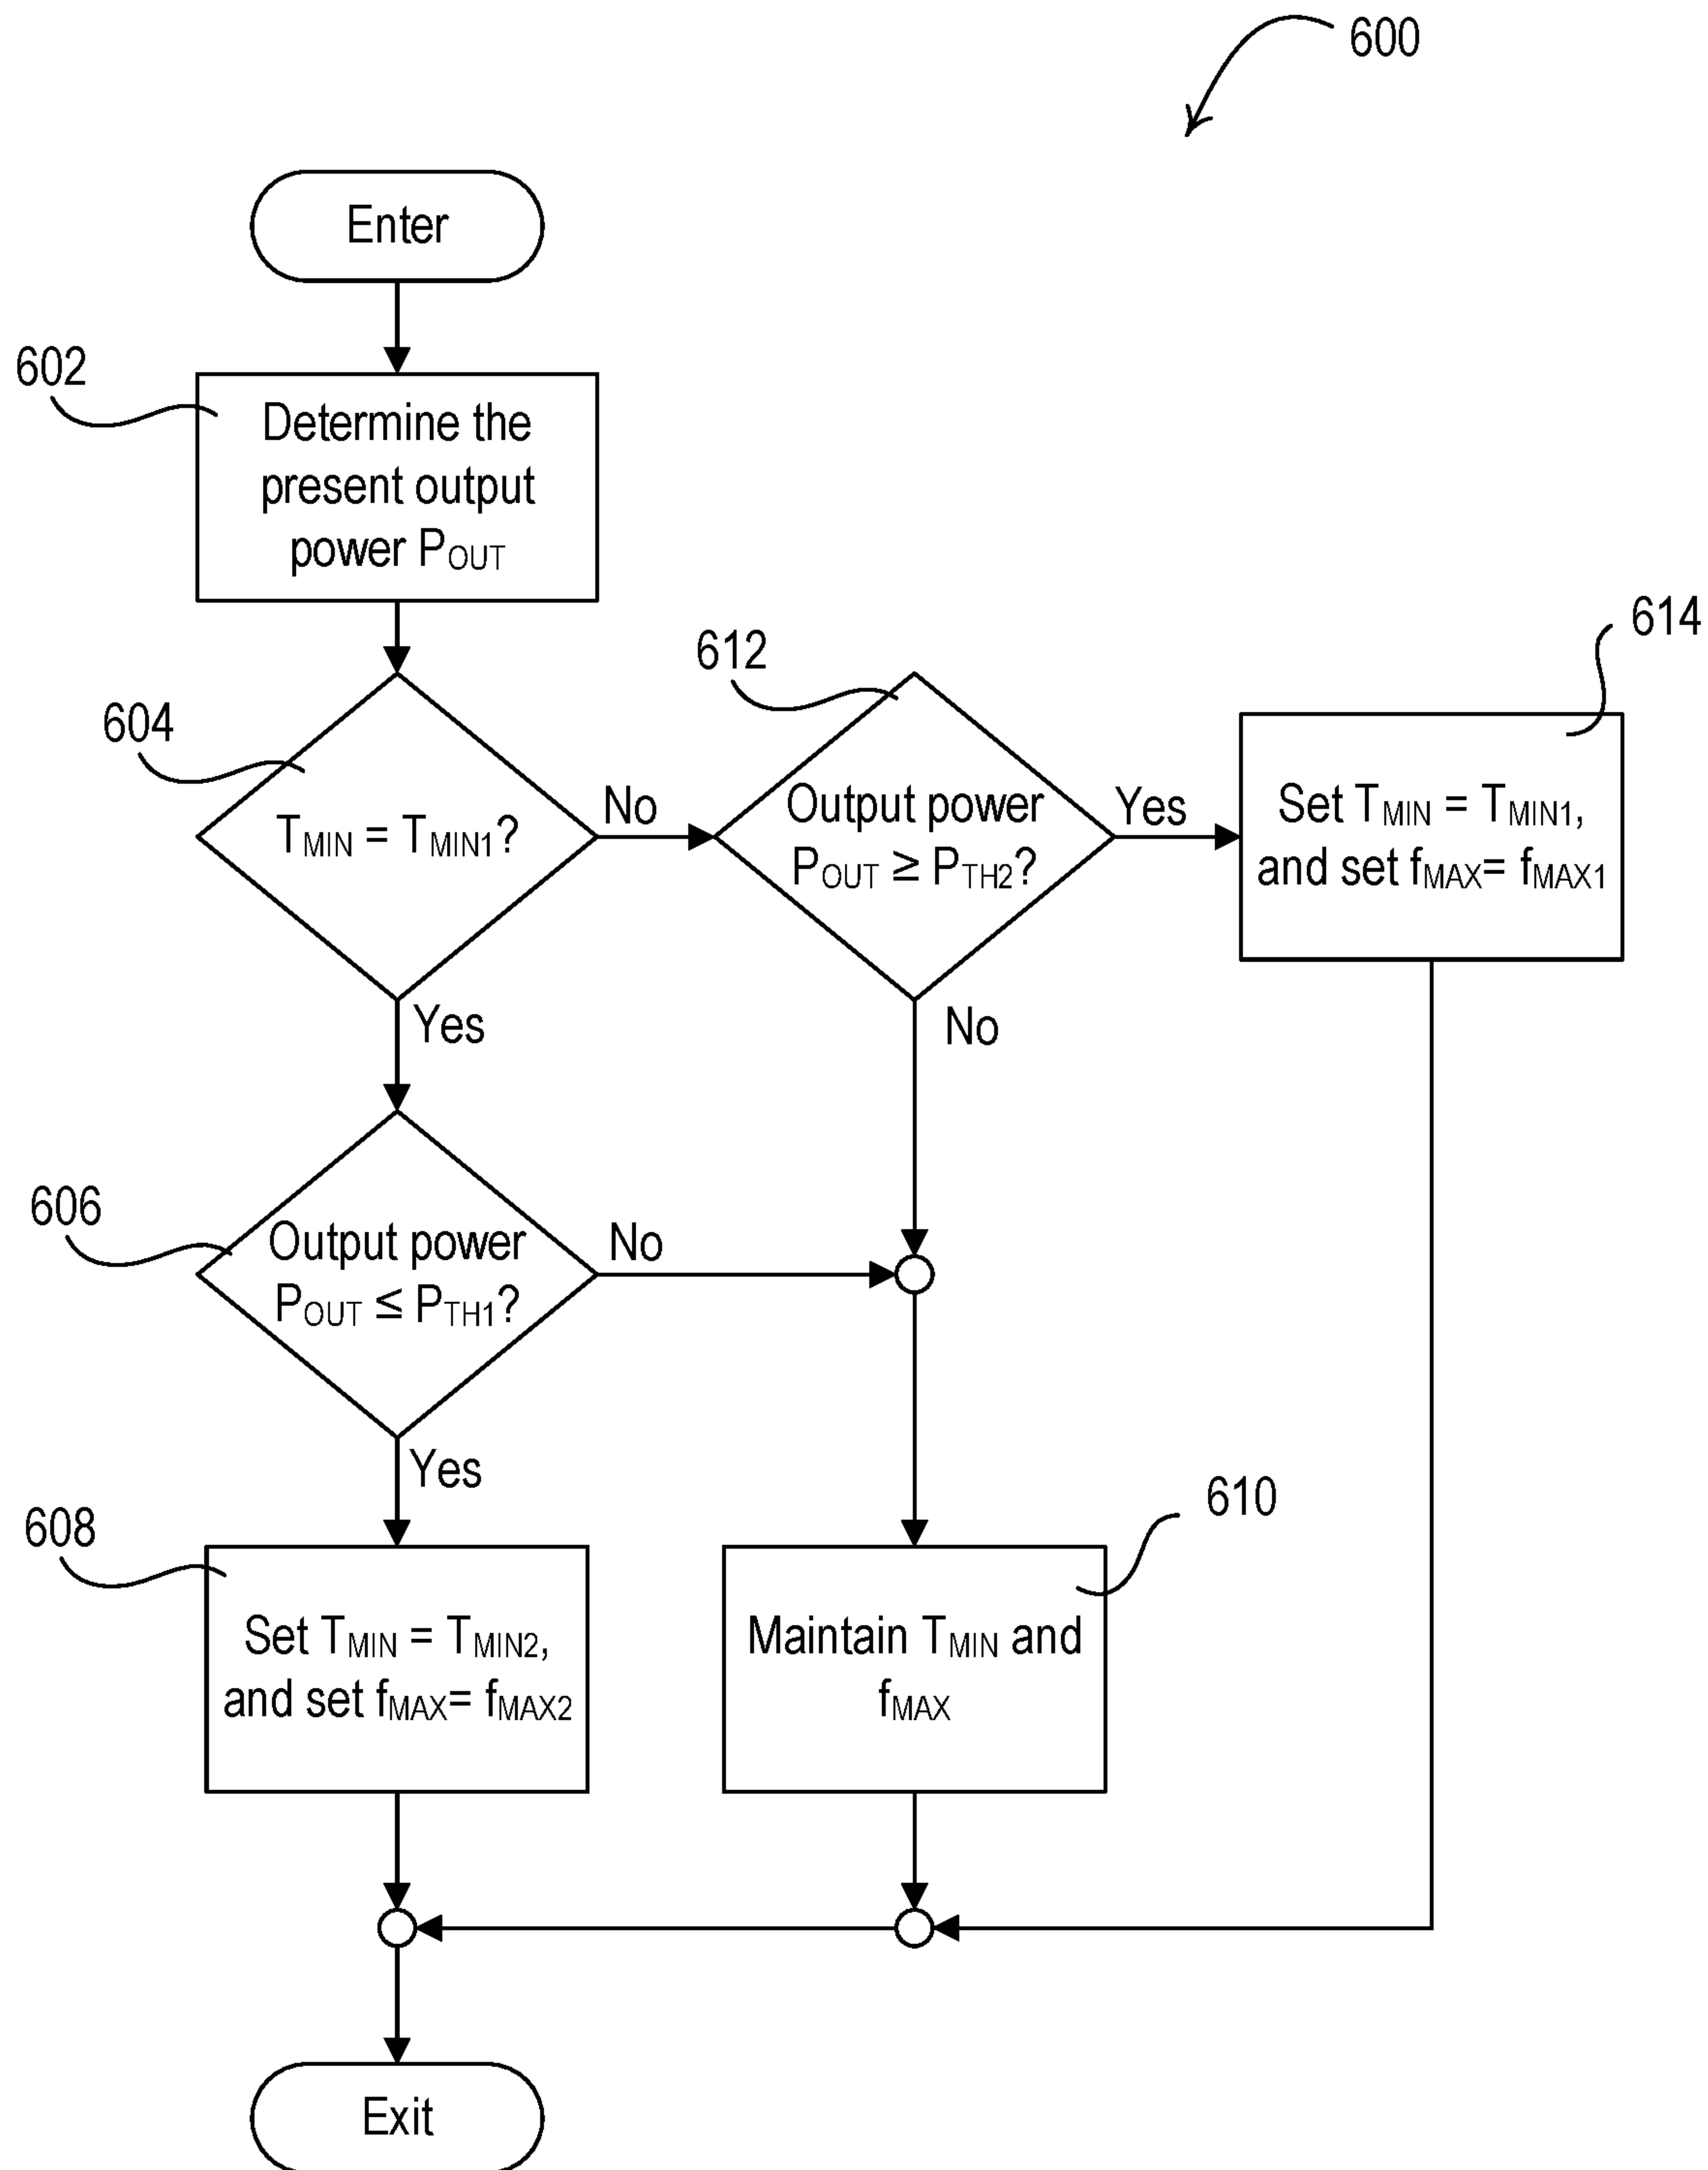 600
Enter
602
Determine the
present output
power POUT
614
612
604
TMIN = TMIN1?
No
Output power
POUT ≥ PTH2?
Yes
Set TMIN = TMIN1,
and set fMAX= fMAX1
Yes
No
606
Output power
POUT ≤ PTH1?
No
Yes
608
610
Set TMIN = TMIN2,
and set fMAX= fMAX2
Maintain TMIN and
fMAX
Exit